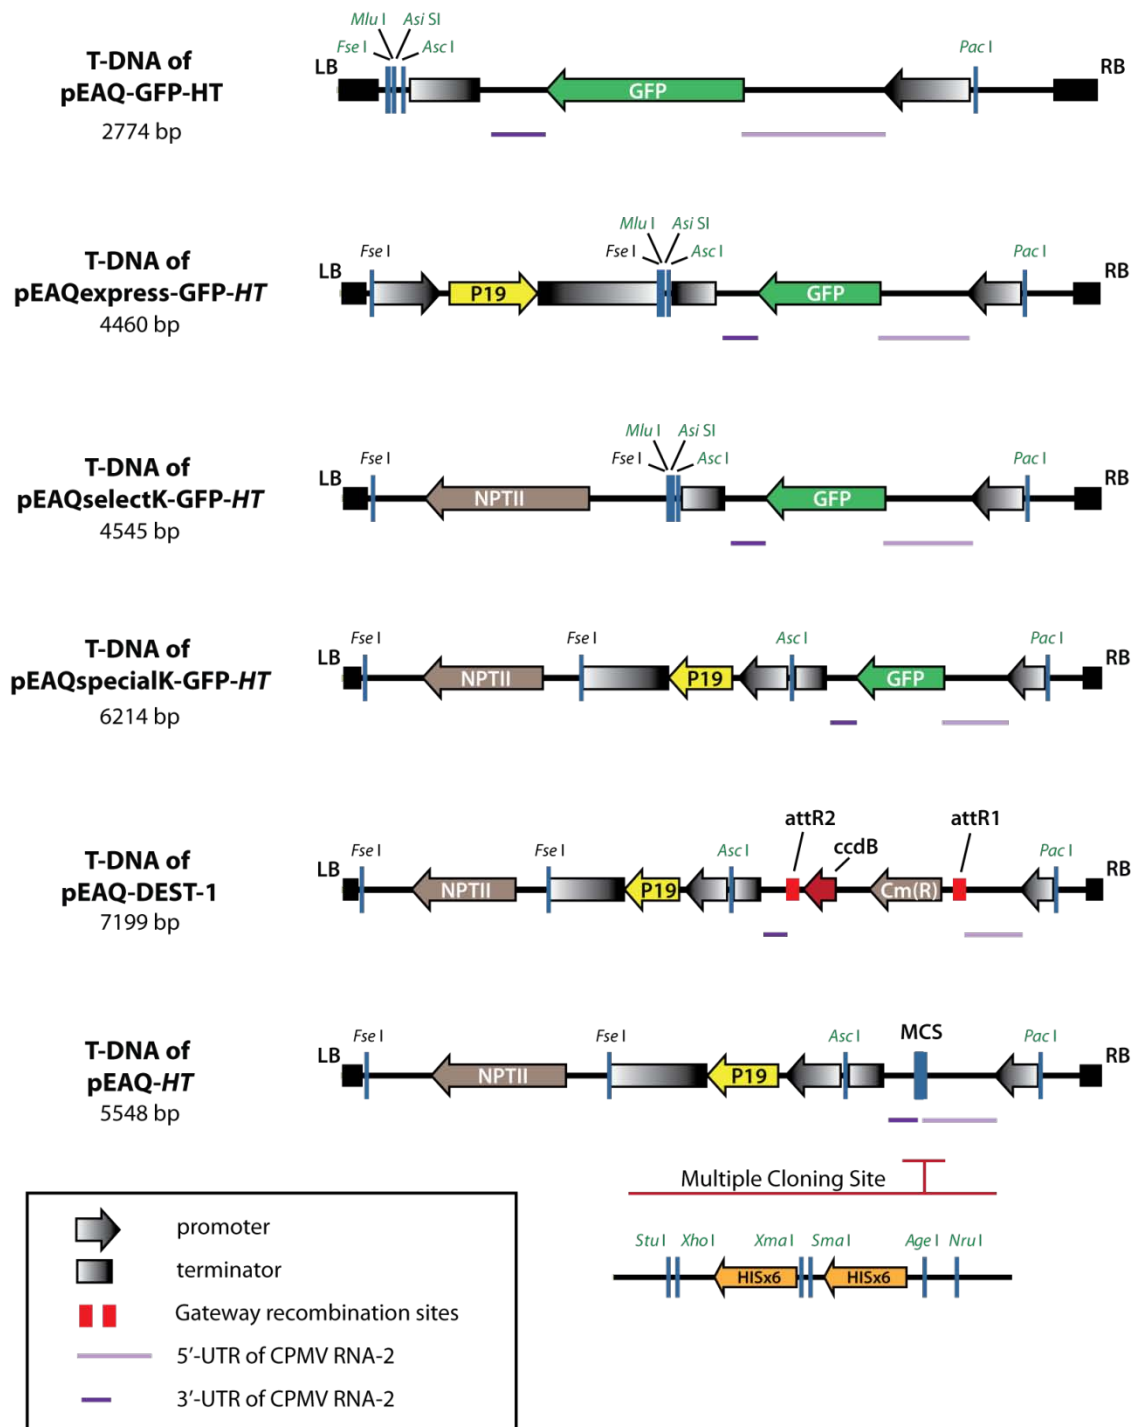 T-DNA of
pEAQ-GFP-HT
2774 bp
LB
Fse I
Mlu I
Asi SI
Asc I
GFP
Pac I
RB
T-DNA of
pEAQexpress-GFP-HT
4460 bp
LB
Fse I
P19
Fse I
Mlu I
Asi SI
Asc I
GFP
Pac I
RB
T-DNA of
pEAQselectK-GFP-HT
4545 bp
LB
Fse I
NPTII
Fse I
Mlu I
Asi SI
Asc I
GFP
Pac I
RB
T-DNA of
pEAQspecialK-GFP-HT
6214 bp
LB
Fse I
NPTII
Fse I
P19
Asc I
GFP
Pac I
RB
T-DNA of
pEAQ-DEST-1
7199 bp
LB
Fse I
NPTII
Fse I
P19
Asc I
attR2
ccdB
Cm(R)
attR1
Pac I
RB
T-DNA of
pEAQ-HT
5548 bp
LB
Fse I
NPTII
Fse I
P19
Asc I
MCS
Pac I
RB
Multiple Cloning Site
Stu I
Xho I
HISx6
Xma I
Sma I
HISx6
Age I
Nru I
promoter
terminator
Gateway recombination sites
5’-UTR of CPMV RNA-2
3’-UTR of CPMV RNA-2